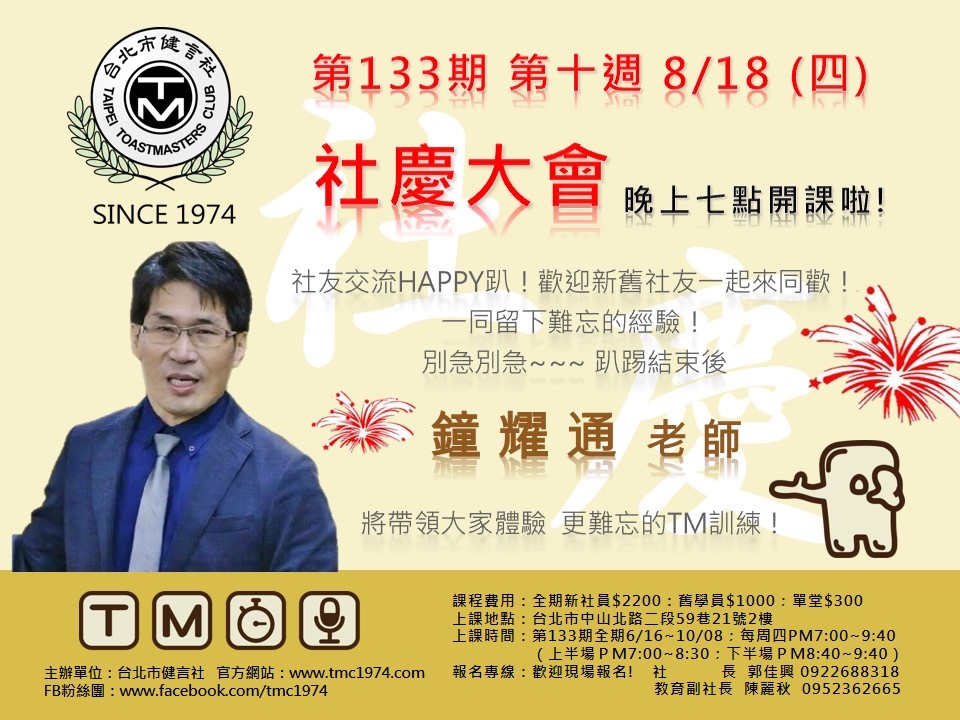 台北市健言社
TM
TAIPEI TOASTMASTERS CLUB
SINCE 1974
第133期 第十週 8/18 (四)
社慶大會 晚上七點開課啦!
社慶
社友交流HAPPY趴！歡迎新舊社友一起來同歡！
一同留下難忘的經驗！
別急別急~~~ 趴踢結束後
鐘耀通 老師
將帶領大家體驗 更難忘的TM訓練！
T M
主辦單位：台北市健言社 官方網站：www.tmc1974.com
FB粉絲團：www.facebook.com/tmc1974
課程費用：全期新社員$2200；舊學員$1000；單堂$300
上課地點：台北市中山北路二段59巷21號2樓
上課時間：第133期全期6/16~10/08；每周四PM7:00~9:40
（上半場ＰM7:00~8:30；下半場ＰM8:40~9:40）
報名專線：歡迎現場報名! 社 長 郭佳興 0922688318
教育副社長 陳麗秋 0952362665